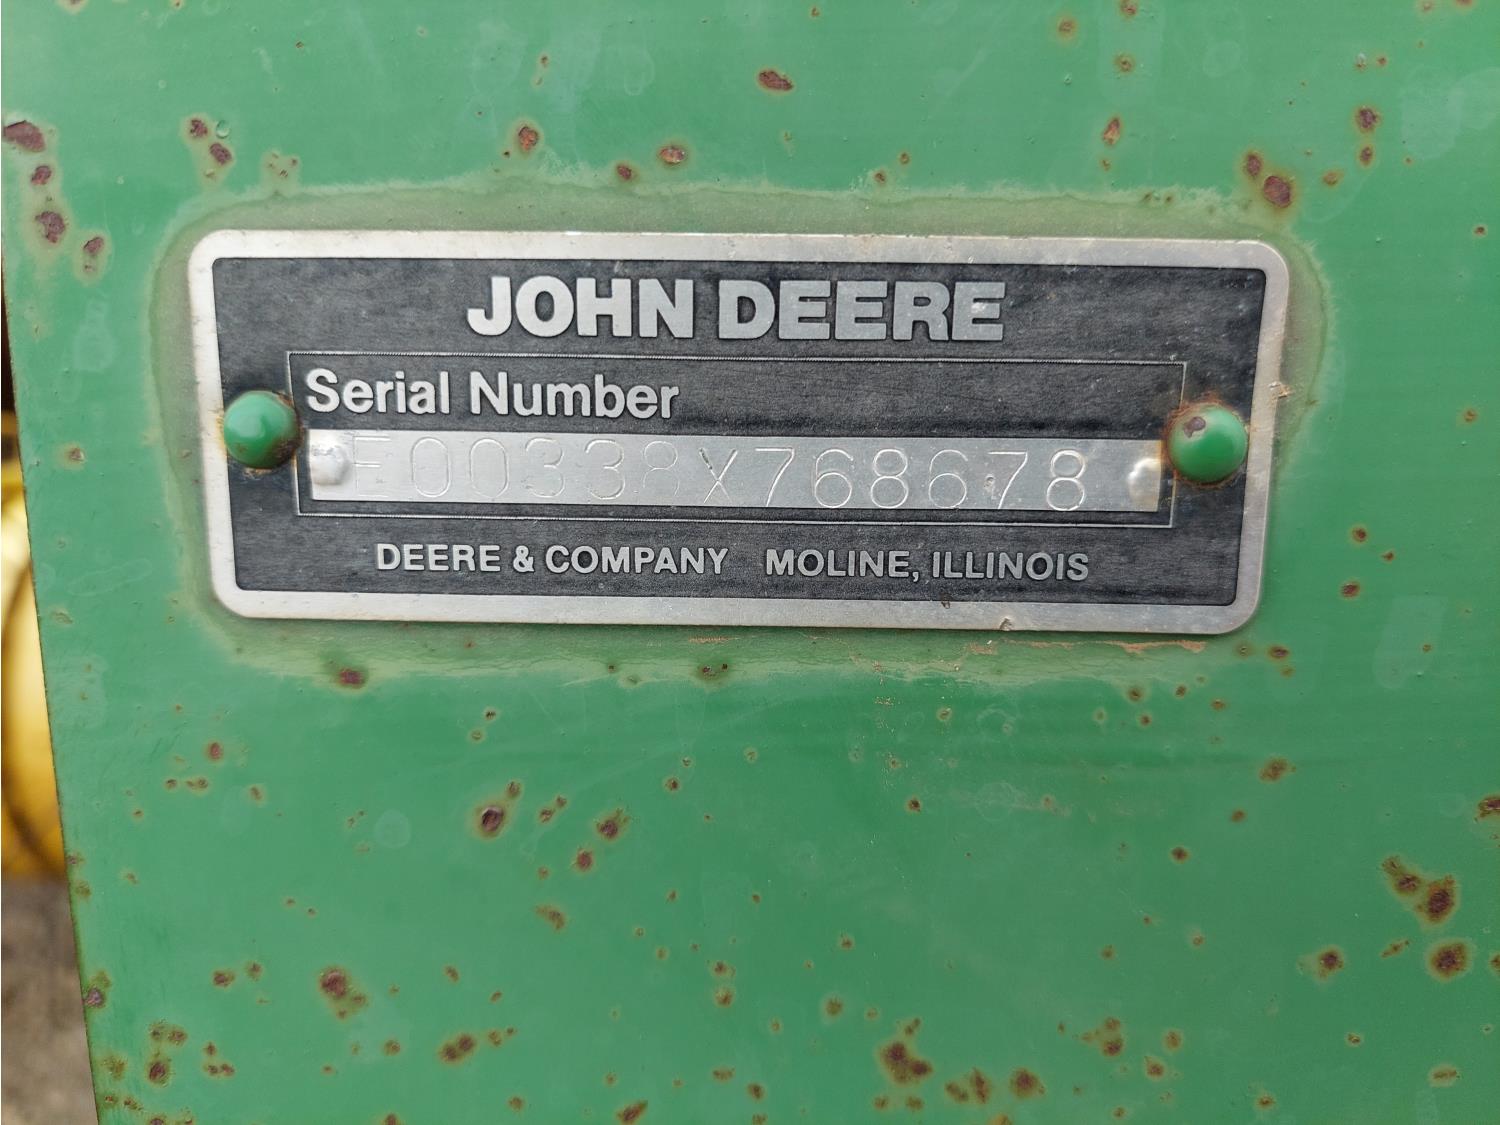 JOHN DEERE
Serial Number
E00338X768678
DEERE & COMPANY MOLINE, ILLINOIS